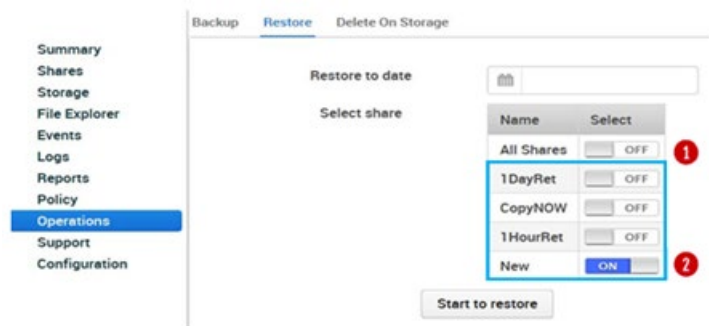 Backup Restore Delete On Storage
Summary
Shares
Storage
File Explorer
Events
Logs
Reports
Policy
Operations
Support
Configuration
Restore to date
Select share
Name Select
All Shares OFF 1
1DayRet OFF
CopyNOW OFF
1HourRet OFF
New ON 2
Start to restore